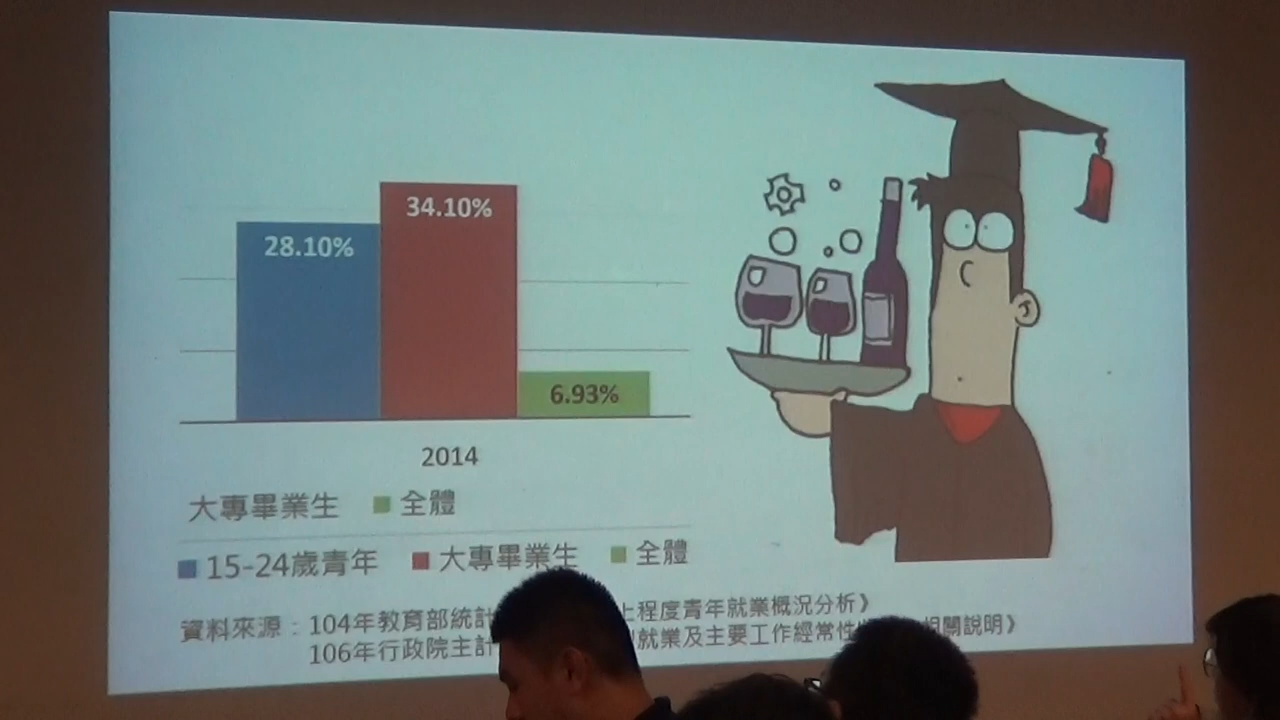 34.10%
28.10%
6.93%
2014
大專畢業生 全體
15-24歲青年 大專畢業生 全體
資料來源：104年教育部統計 上程度青年就業概況分析》
106年行政院主計 就業及主要工作經常性 相關說明》